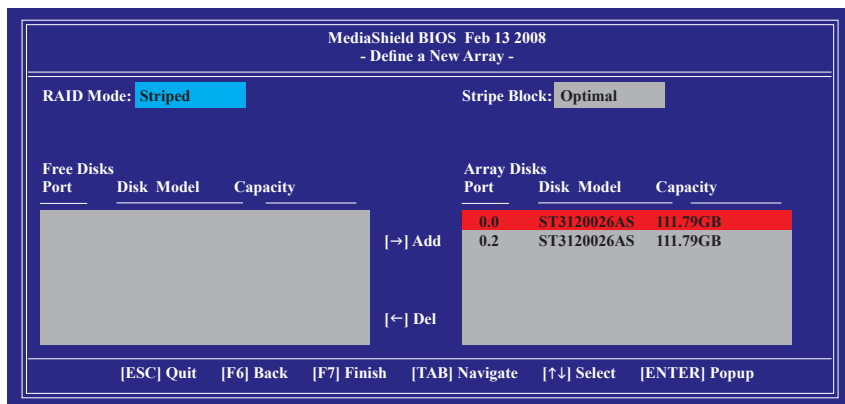 MediaShield BIOS Feb 13 2008
- Define a New Array -
RAID Mode: Striped
Stripe Block: Optimal
Free Disks
Port Disk Model Capacity
[→] Add
[←] Del
Array Disks
Port Disk Model Capacity
0.0 ST3120026AS 111.79GB
0.2 ST3120026AS 111.79GB
[ESC] Quit [F6] Back [F7] Finish [TAB] Navigate [↑↓] Select [ENTER] Popup